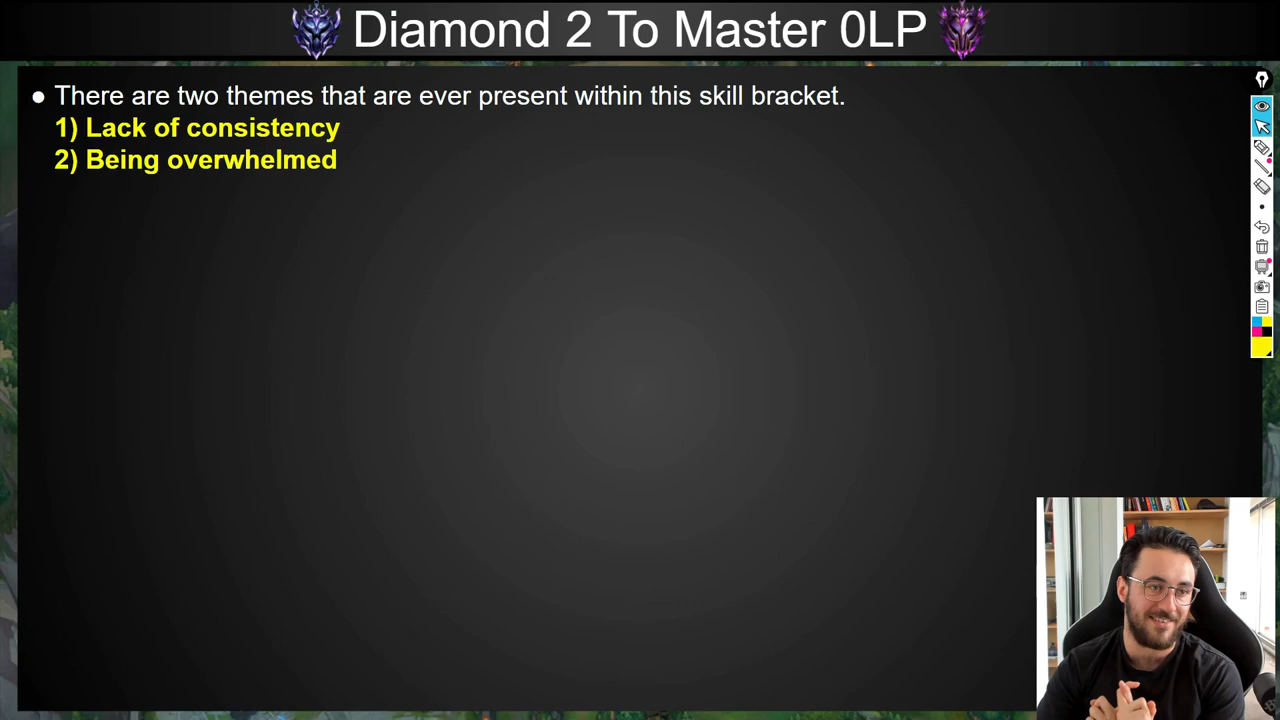 Diamond 2 To Master 0LP
● There are two themes that are ever present within this skill bracket.
1) Lack of consistency
2) Being overwhelmed